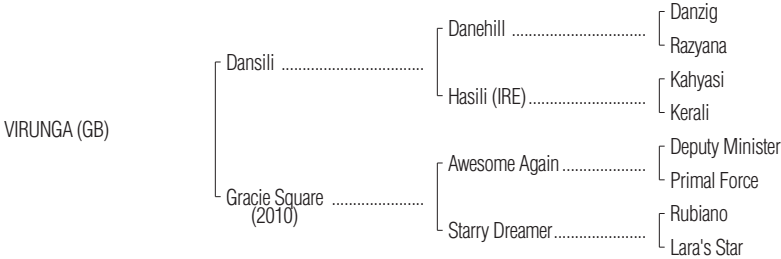 Danzig
Danehill ................................
Razyana
Dansili ..................................
Kahyasi
Hasili (IRE)............................
Kerali
VIRUNGA (GB)
Deputy Minister
Awesome Again ....................
Primal Force
Gracie Square ......................
(2010)
Rubiano
Starry Dreamer......................
Lara's Star